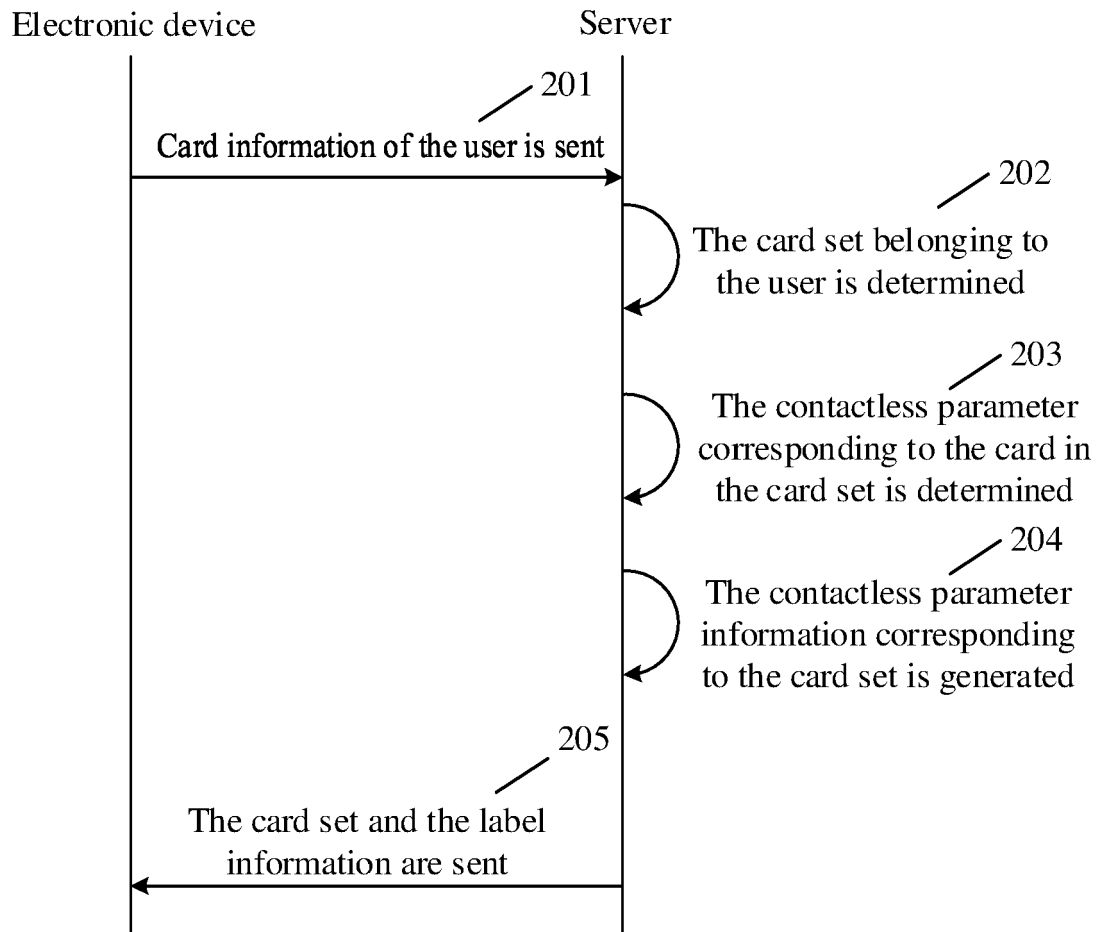 Electronic device
Server
201
Card information of the user is sent
202
The card set belonging to
the user is determined
203
The contactless parameter
corresponding to the card in
the card set is determined
204
The contactless parameter
information corresponding
to the card set is generated
205
The card set and the label
information are sent